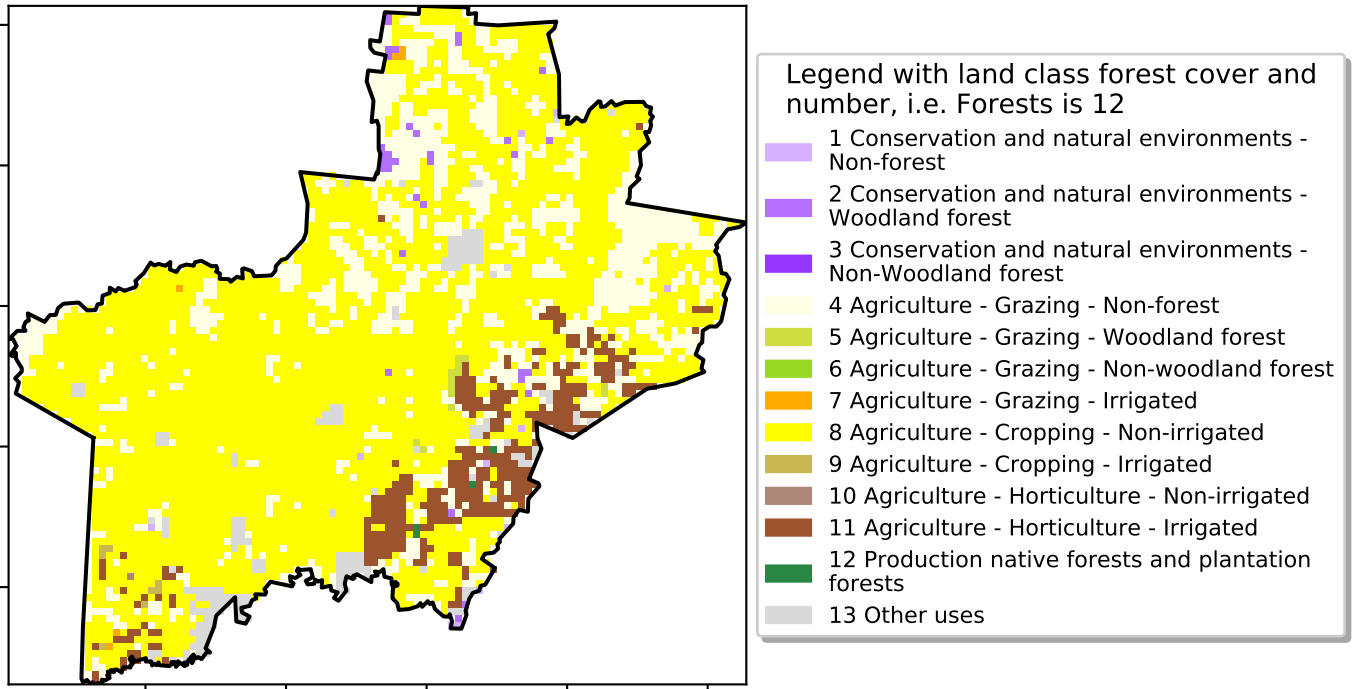 Legend with land class forest cover and
number, i.e. Forests is 12
1 Conservation and natural environments -
Non-forest
2 Conservation and natural environments -
Woodland forest
3 Conservation and natural environments -
Non-Woodland forest
4 Agriculture - Grazing - Non-forest
5 Agriculture - Grazing - Woodland forest
6 Agriculture - Grazing - Non-woodland forest
7 Agriculture - Grazing - Irrigated
8 Agriculture - Cropping - Non-irrigated
9 Agriculture - Cropping - Irrigated
10 Agriculture - Horticulture - Non-irrigated
11 Agriculture - Horticulture - Irrigated
12 Production native forests and plantation
forests
13 Other uses